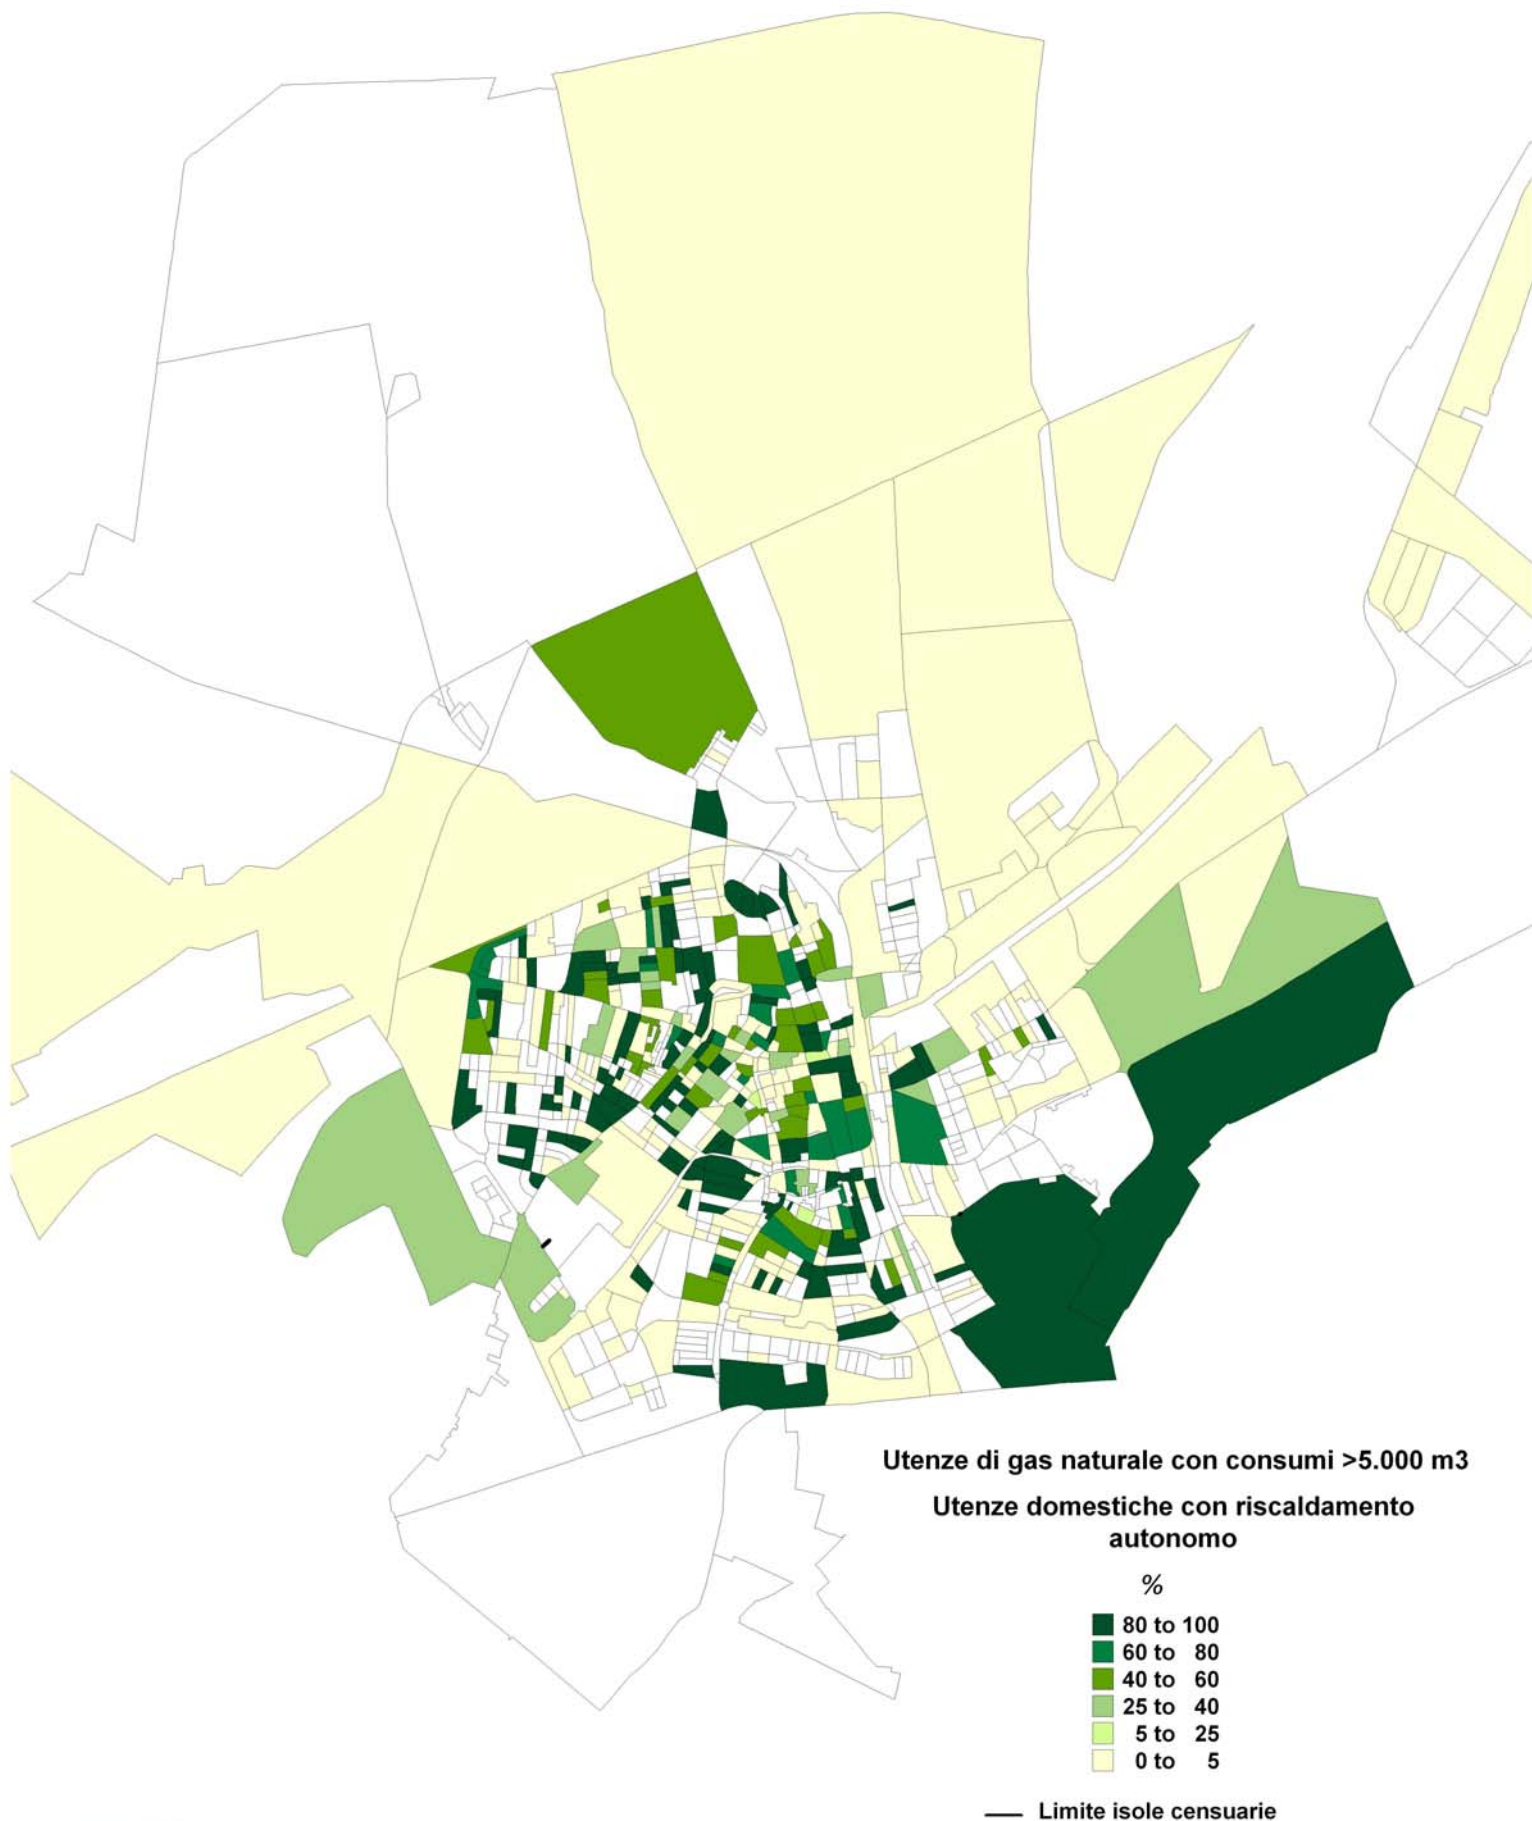 Utenze di gas naturale con consumi >5.000 m3
Utenze domestiche con riscaldamento
autonomo
%
80 to 100
60 to 80
40 to 60
25 to 40
5 to 25
0 to 5
Limite isole censuarie